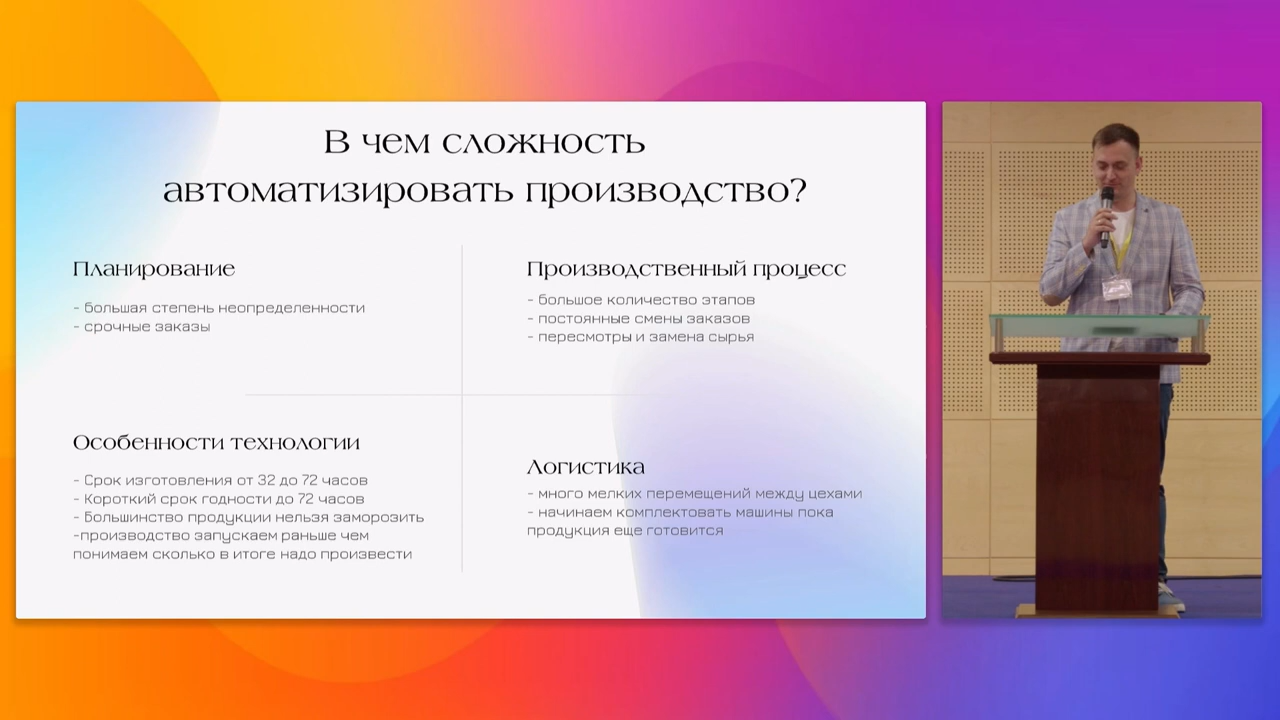 В чем сложность
автоматизировать производство?
Планирование
- большая степень неопределенности
- срочные заказы
Производственный процесс
- большое количество этапов
- постоянные смены заказов
- пересмотры и замена сырья
Особенности технологии
- Срок изготовления от 32 до 72 часов
- Короткий срок годности до 72 часов
- Большинство продукции нельзя заморозить
-производство запускаем раньше чем
понимаем сколько в итоге надо произвести
Логистика
- много мелких перемещений между цехами
- начинаем комплектовать машины пока
продукция еще готовится